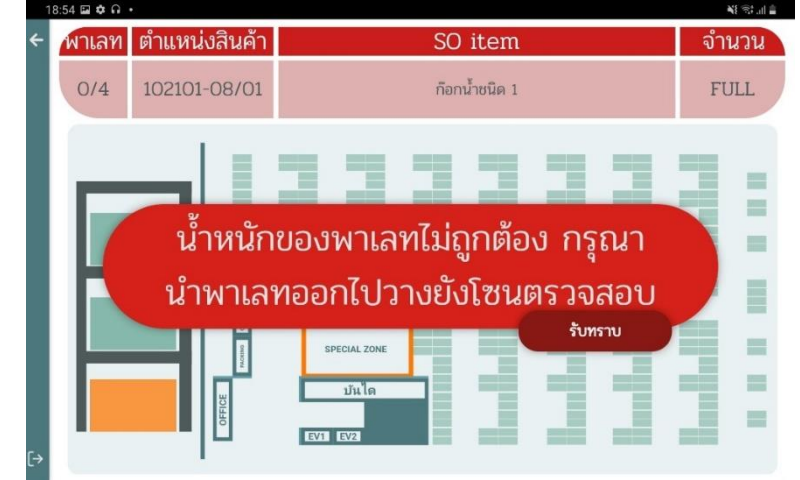 18:54
พาเลท ตำแหน่งสินค้า SO item จำนวน
0/4 102101-08/01 ก๊อกน้ำชนิด 1 FULL
น้ำหนักของพาเลทไม่ถูกต้อง กรุณา
นำพาเลทออกไปวางยังโซนตรวจสอบ
รับทราบ
PACKING
SPECIAL ZONE
บันได
OFFICE
EV1 EV2